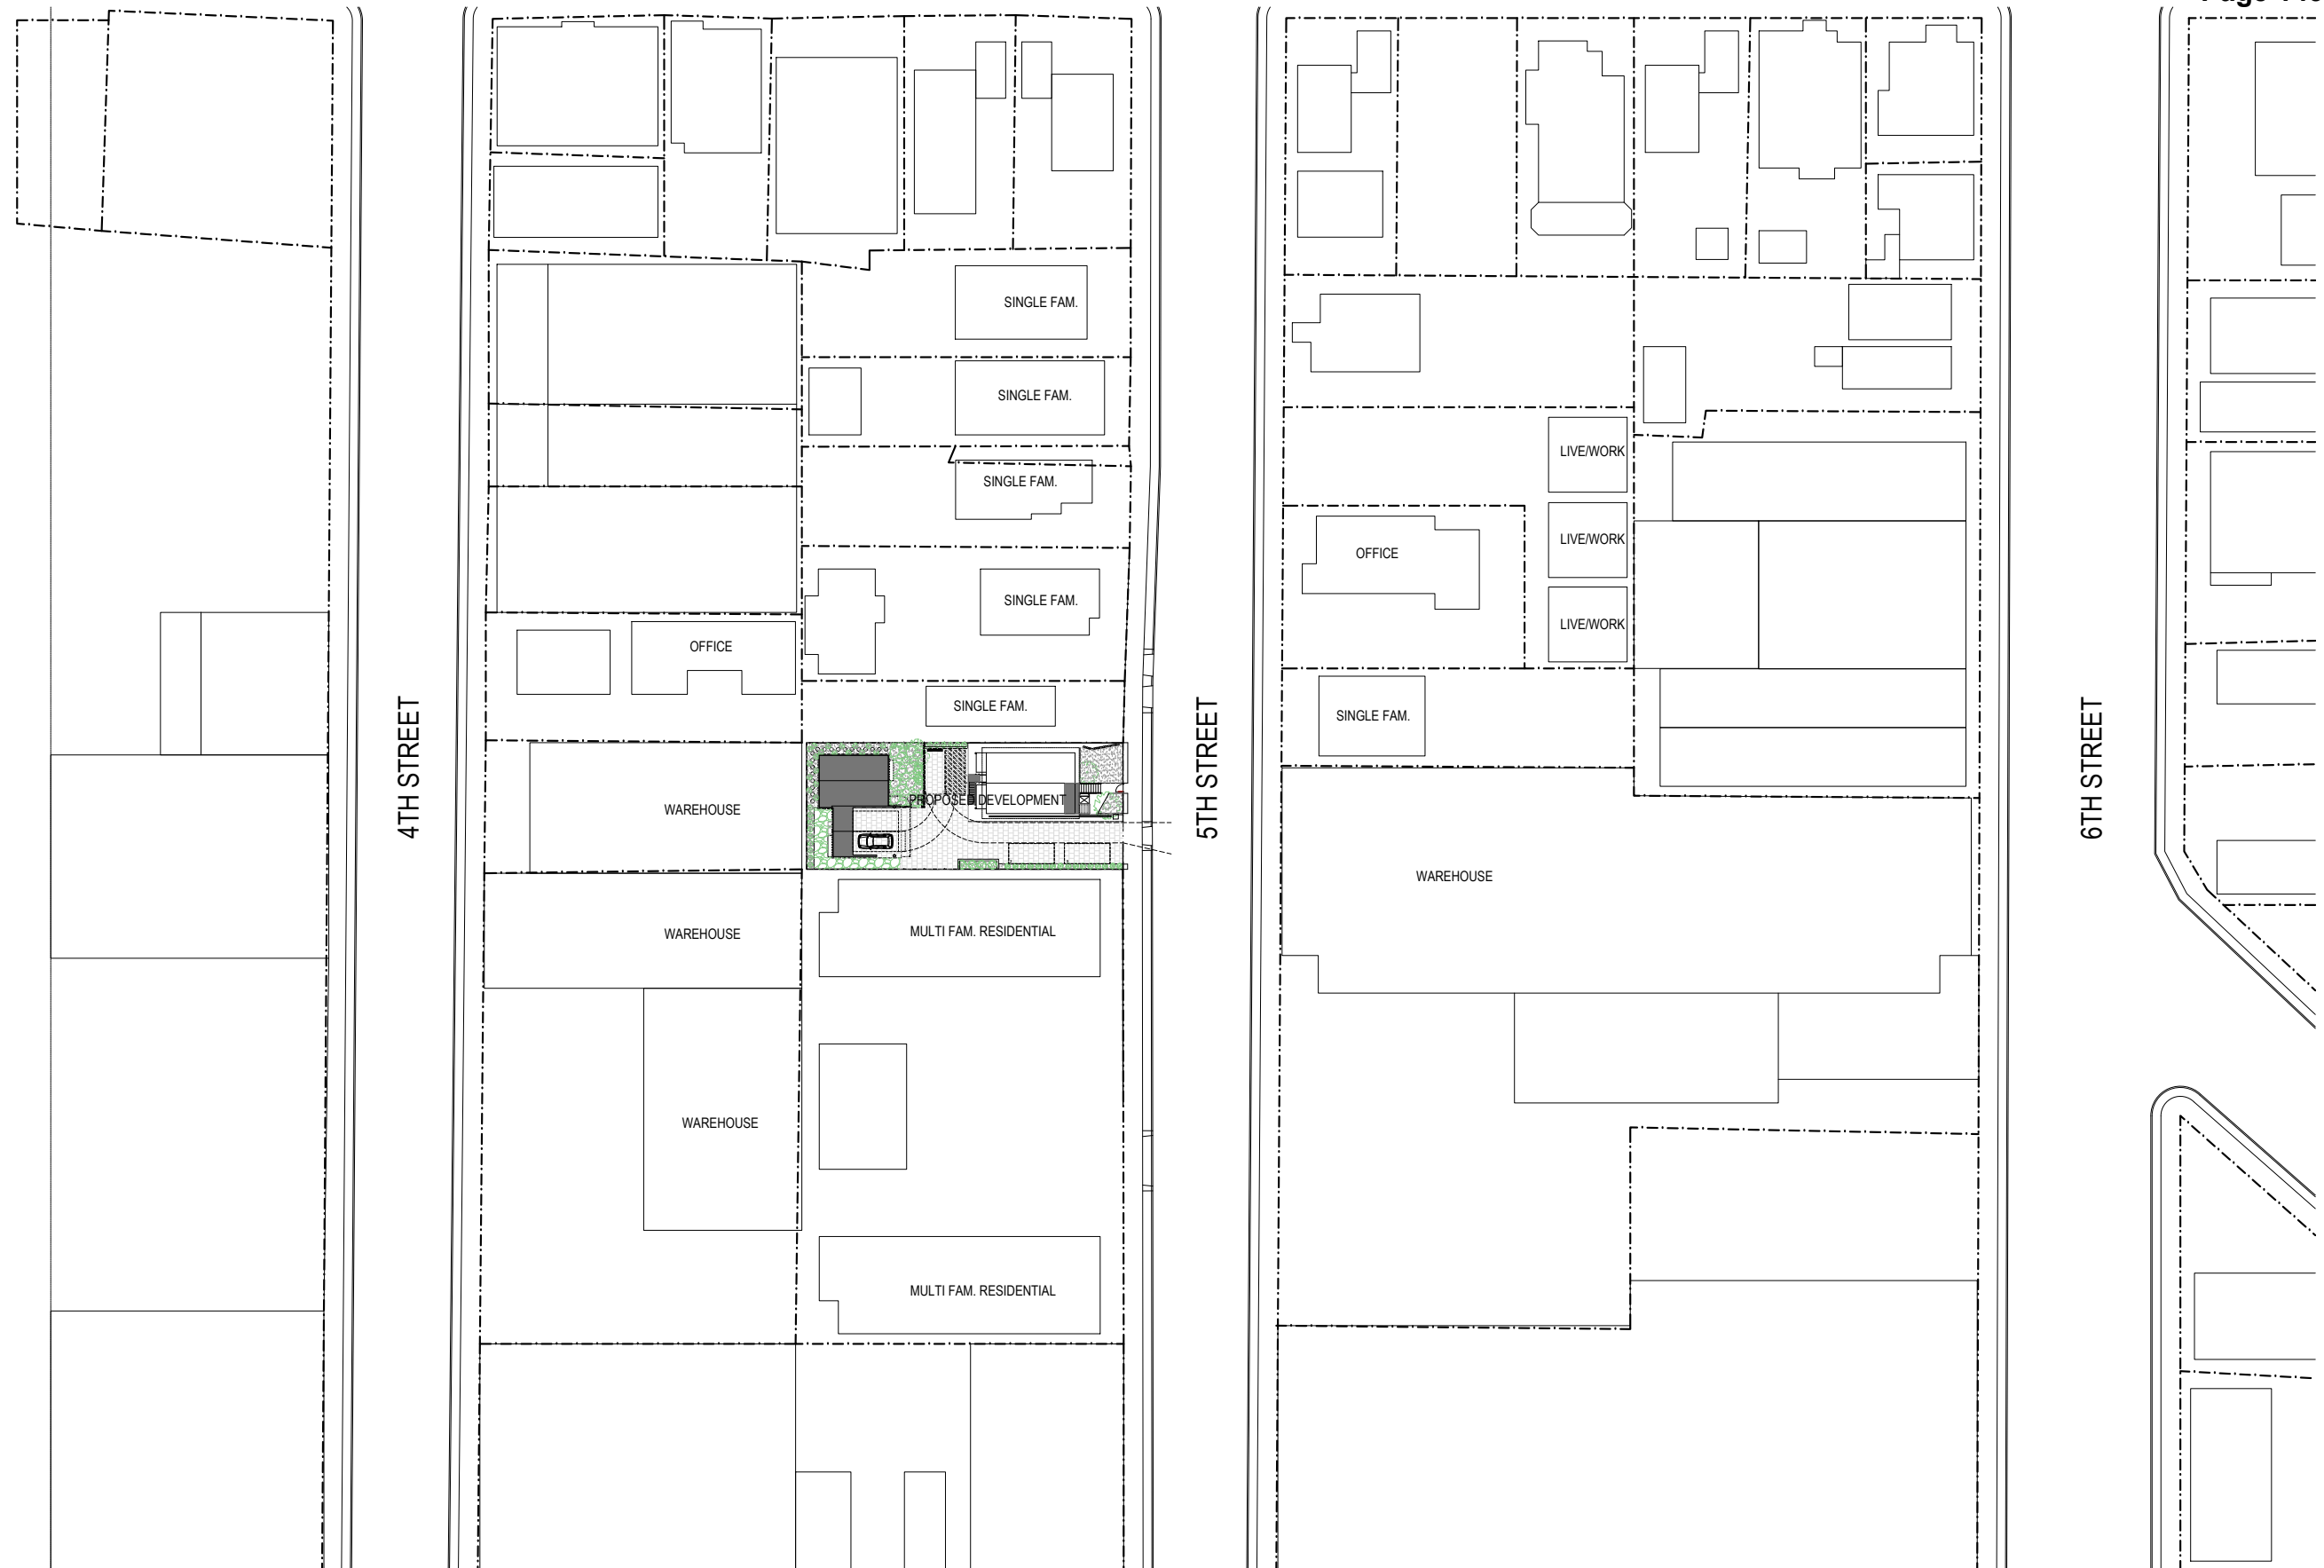 SINGLE FAM.
SINGLE FAM.
SINGLE FAM.
SINGLE FAM.
OFFICE
SINGLE FAM.
4TH STREET
WAREHOUSE
PROPOSED DEVELOPMENT
WAREHOUSE
MULTI FAM. RESIDENTIAL
WAREHOUSE
MULTI FAM. RESIDENTIAL
5TH STREET
LIVE/WORK
OFFICE
LIVE/WORK
LIVE/WORK
SINGLE FAM.
WAREHOUSE
6TH STREET